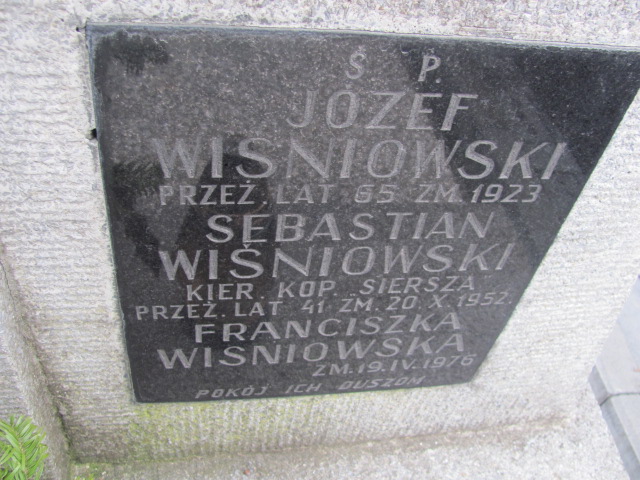 Ś P.
JÓZEF
WIŚNIOWSKI
PRZEŻ. LAT 65 ZM. 1923
SEBASTIAN
WIŚNIOWSKI
KIER. KOP. SIERSZA
PRZEŻ. LAT 41 ZM. 20.X.1952.
FRANCISZKA
WIŚNIOWSKA
ZM. 19.IV.1976
POKÓJ ICH DUSZOM